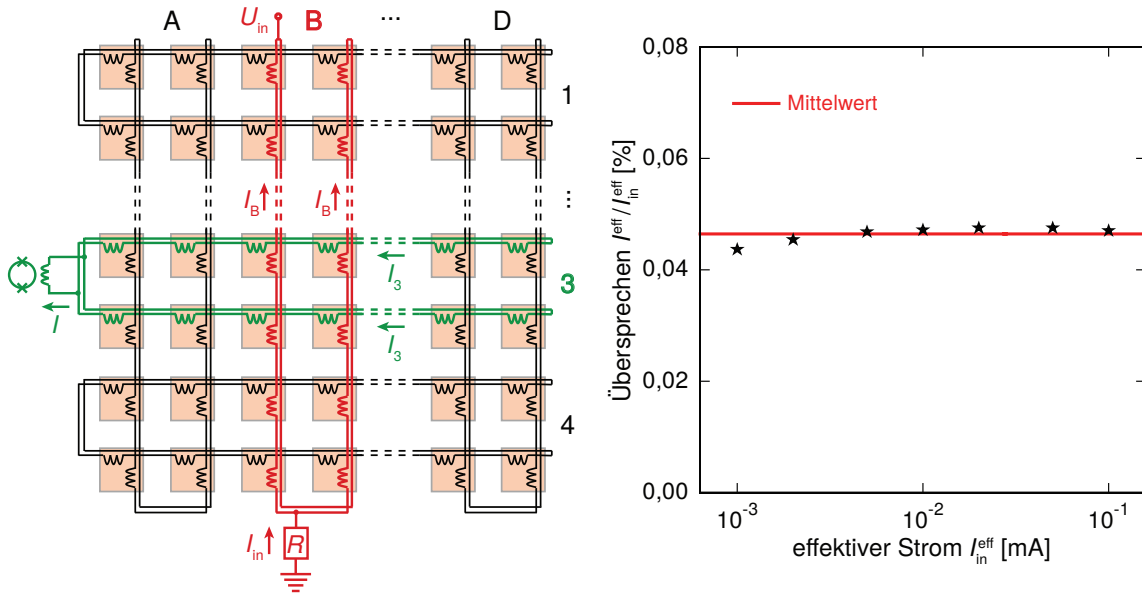 A
U_in
B
...
D
1
I_B
I_B
...
I
I_3
3
I_3
4
I_in
R
0,08
0,06
0,04
0,02
0,00
Übersprechen I^eff/I_in^eff [%]
Mittelwert
10^-3
10^-2
10^-1
effektiver Strom I_in^eff [mA]